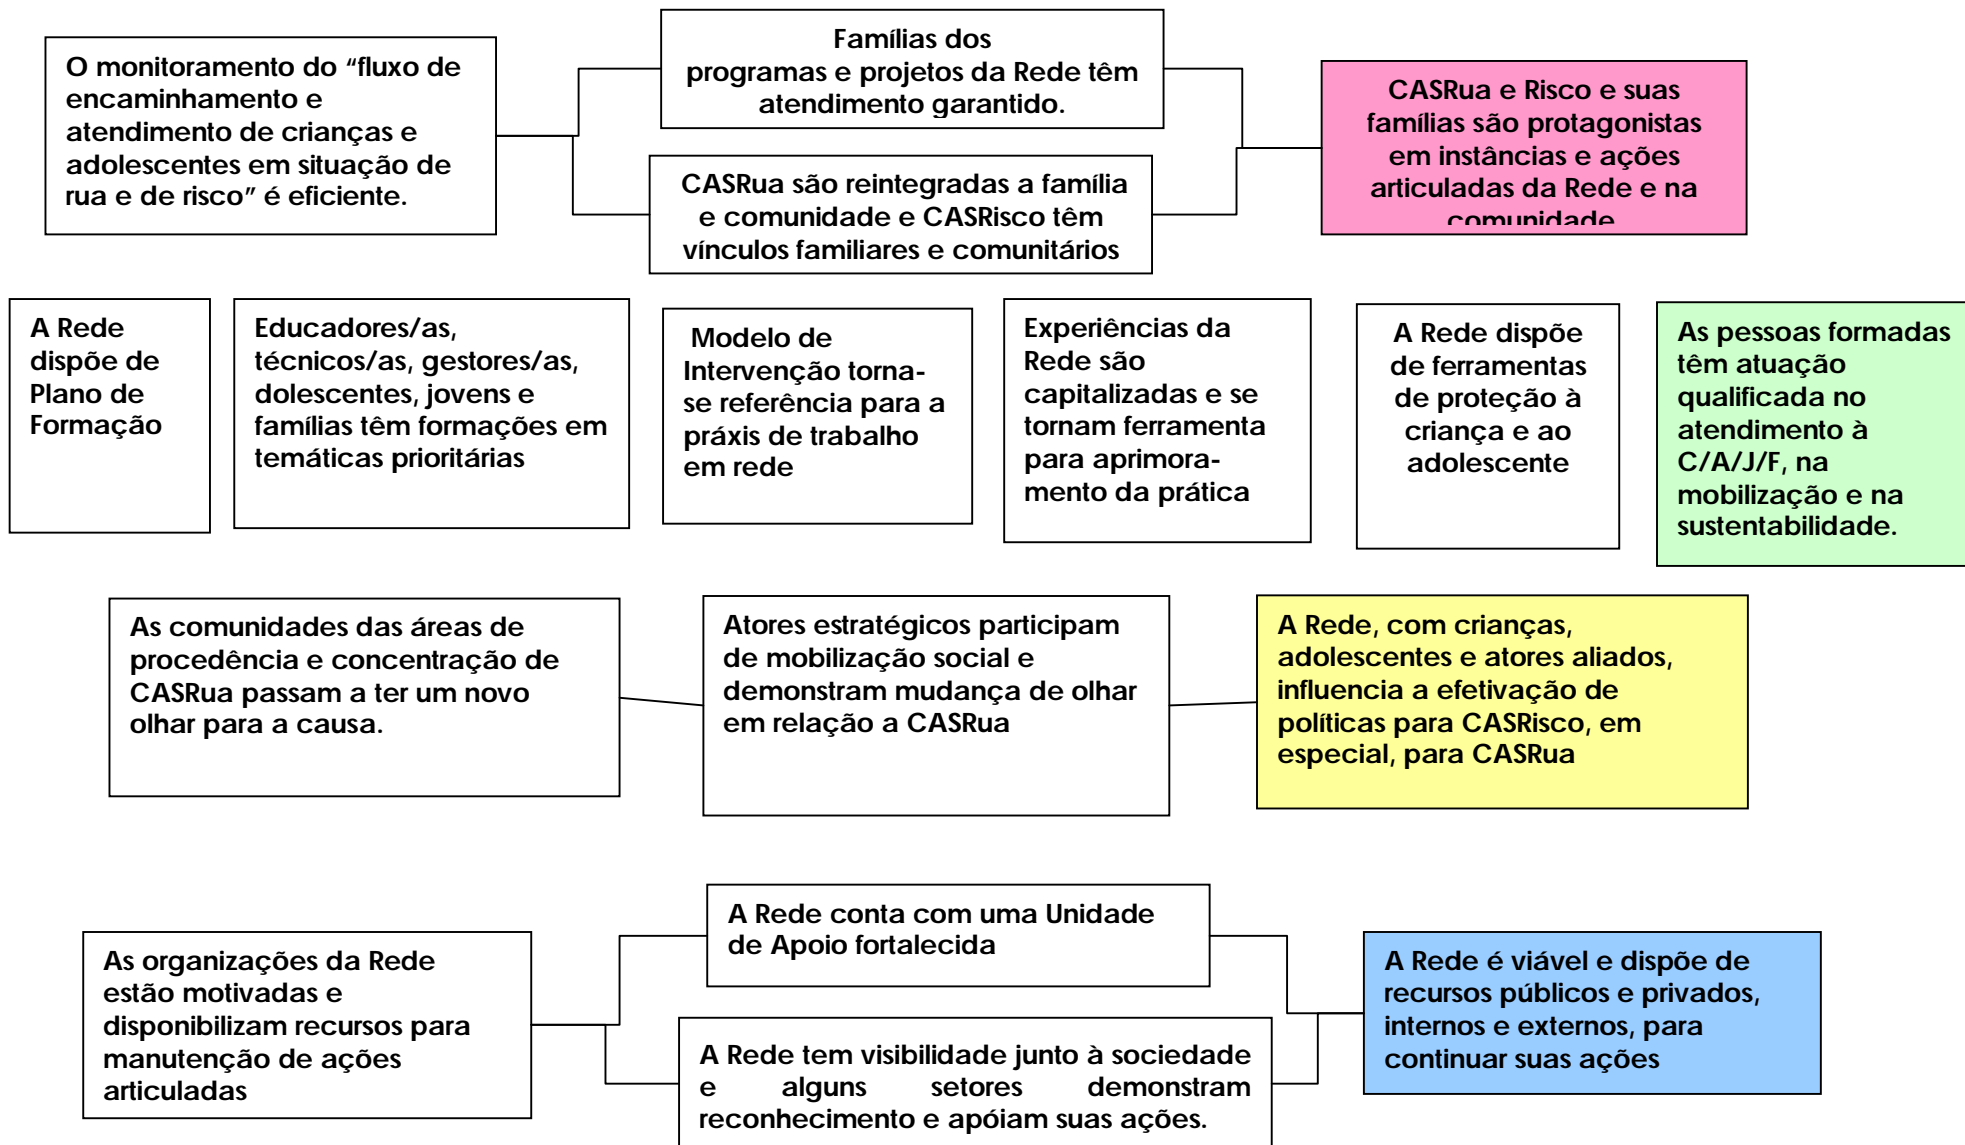 O monitoramento do “fluxo de
encaminhamento e
atendimento de crianças e
adolescentes em situação de
rua e de risco” é eficiente.
Famílias dos
programas e projetos da Rede têm
atendimento garantido.
CASRua são reintegradas a família
e comunidade e CASRisco têm
vínculos familiares e comunitários
CASRua e Risco e suas
famílias são protagonistas
em instâncias e ações
articuladas da Rede e na
comunidade
A Rede
dispõe de
Plano de
Formação
Educadores/as,
técnicos/as, gestores/as,
dolescentes, jovens e
famílias têm formações em
temáticas prioritárias
Modelo de
Intervenção torna-
se referência para a
práxis de trabalho
em rede
Experiências da
Rede são
capitalizadas e se
tornam ferramenta
para aprimora-
mento da prática
A Rede dispõe
de ferramentas
de proteção à
criança e ao
adolescente
As pessoas formadas
têm atuação
qualificada no
atendimento à
C/A/J/F, na
mobilização e na
sustentabilidade.
As comunidades das áreas de
procedência e concentração de
CASRua passam a ter um novo
olhar para a causa.
Atores estratégicos participam
de mobilização social e
demonstram mudança de olhar
em relação a CASRua
A Rede, com crianças,
adolescentes e atores aliados,
influencia a efetivação de
políticas para CASRisco, em
especial, para CASRua
As organizações da Rede
estão motivadas e
disponibilizam recursos para
manutenção de ações
articuladas
A Rede conta com uma Unidade
de Apoio fortalecida
A Rede tem visibilidade junto à sociedade
e alguns setores demonstram
reconhecimento e apóiam suas ações.
A Rede é viável e dispõe de
recursos públicos e privados,
internos e externos, para
continuar suas ações